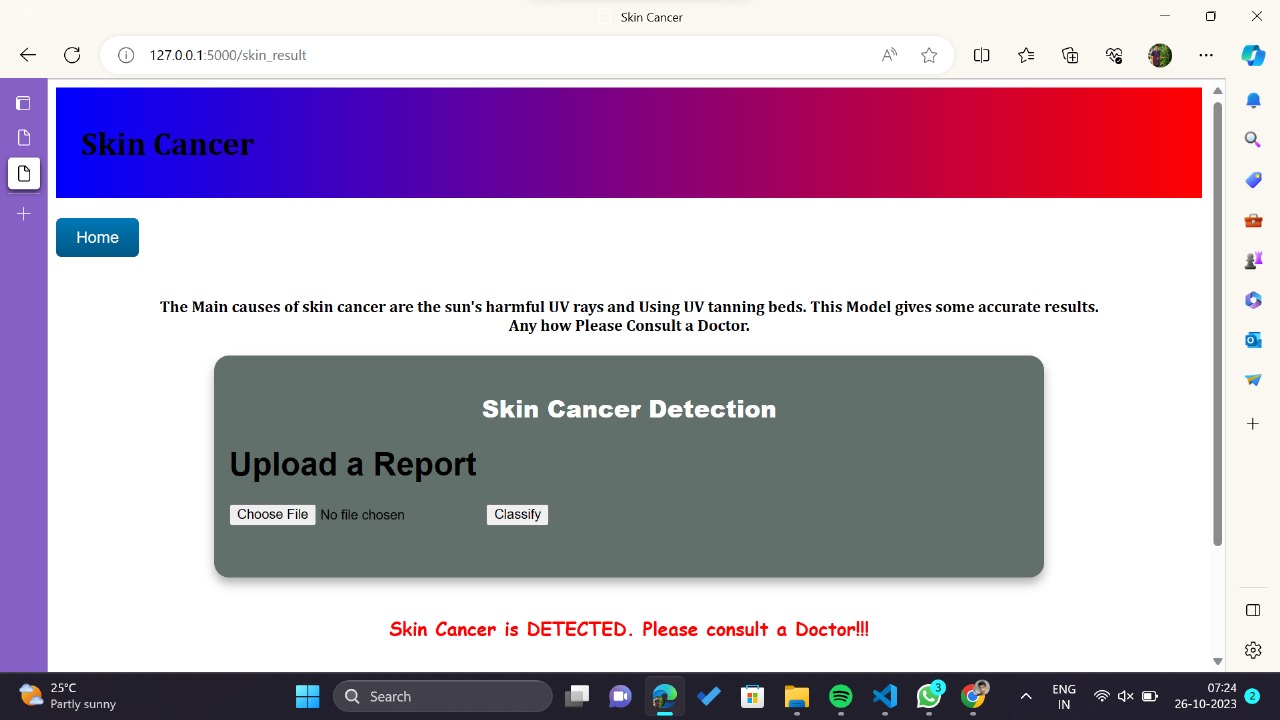 Skin Cancer
127.0.0.1:5000/skin_result
Skin Cancer
Home
The Main causes of skin cancer are the sun's harmful UV rays and Using UV tanning beds. This Model gives some accurate results.
Any how Please Consult a Doctor.
Skin Cancer Detection
Upload a Report
Choose File No file chosen Classify
Skin Cancer is DETECTED. Please consult a Doctor!!!
25°C
Partly sunny
Search
3
ENG
IN
07:24
26-10-2023
2